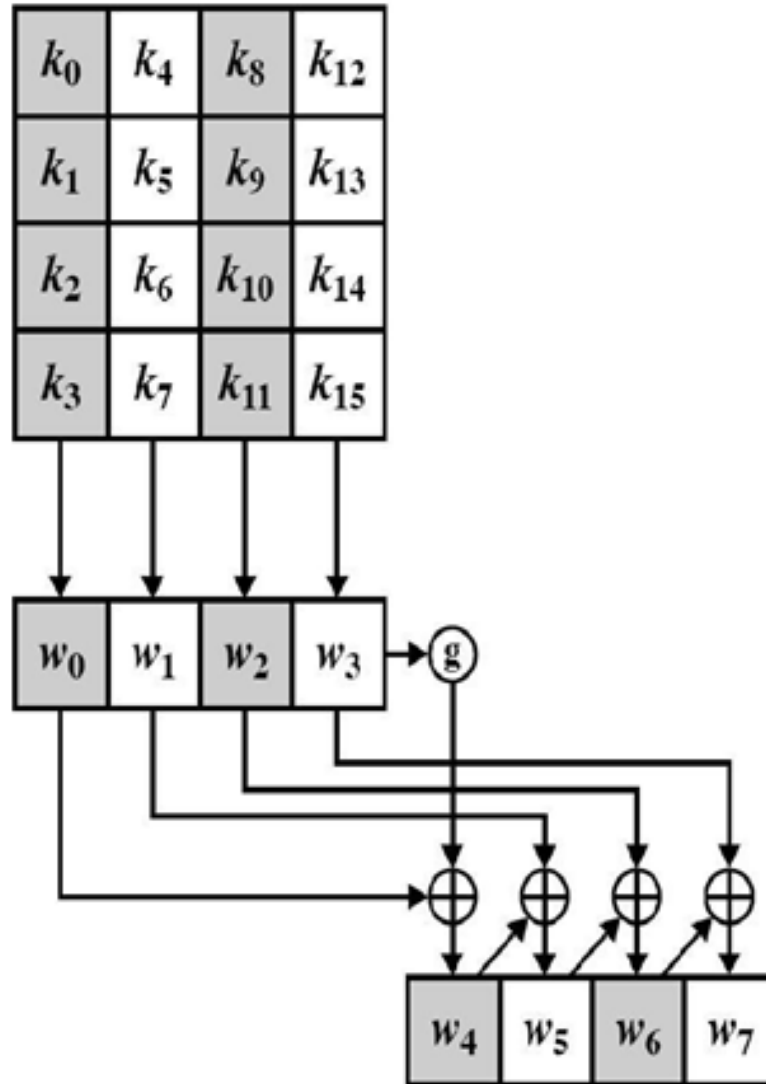 k₀ k₄ k₈ k₁₂
k₁ k₅ k₉ k₁₃
k₂ k₆ k₁₀ k₁₄
k₃ k₇ k₁₁ k₁₅
w₀ w₁ w₂ w₃ g
w₄ w₅ w₆ w₇